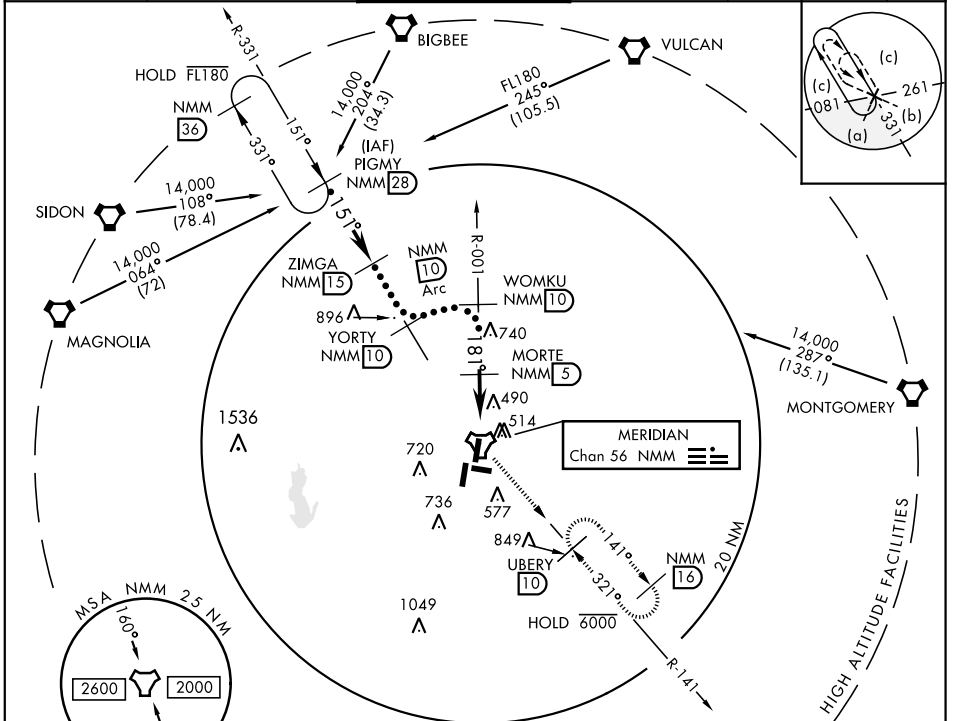 BIGBEE
VULCAN
R-331
HOLD FL180
NMM
36
151°
331°
14,000
204°
(34.3)
FL180
245°
(105.5)
(IAF)
PIGMY
NMM 28
(c)
(c)
081
261
(b)
(a)
331
SIDON
14,000
108°
(78.4)
14,000
064°
(72)
MAGNOLIA
151°
R-001
ZIMGA
NMM 15
NMM
10
Arc
WOMKU
NMM 10
896
YORTY
NMM 10
740
181°
MORTE
NMM 5
14,000
287°
(135.1)
MONTGOMERY
490
514
1536
720
MERIDIAN
Chan 56 NMM
736
577
849
UBERY
10
141°
321°
NMM
16
20 NM
HOLD 6000
1049
R-141
HIGH ALTITUDE FACILITIES
MSA NMM 25 NM
160°
2600
2000